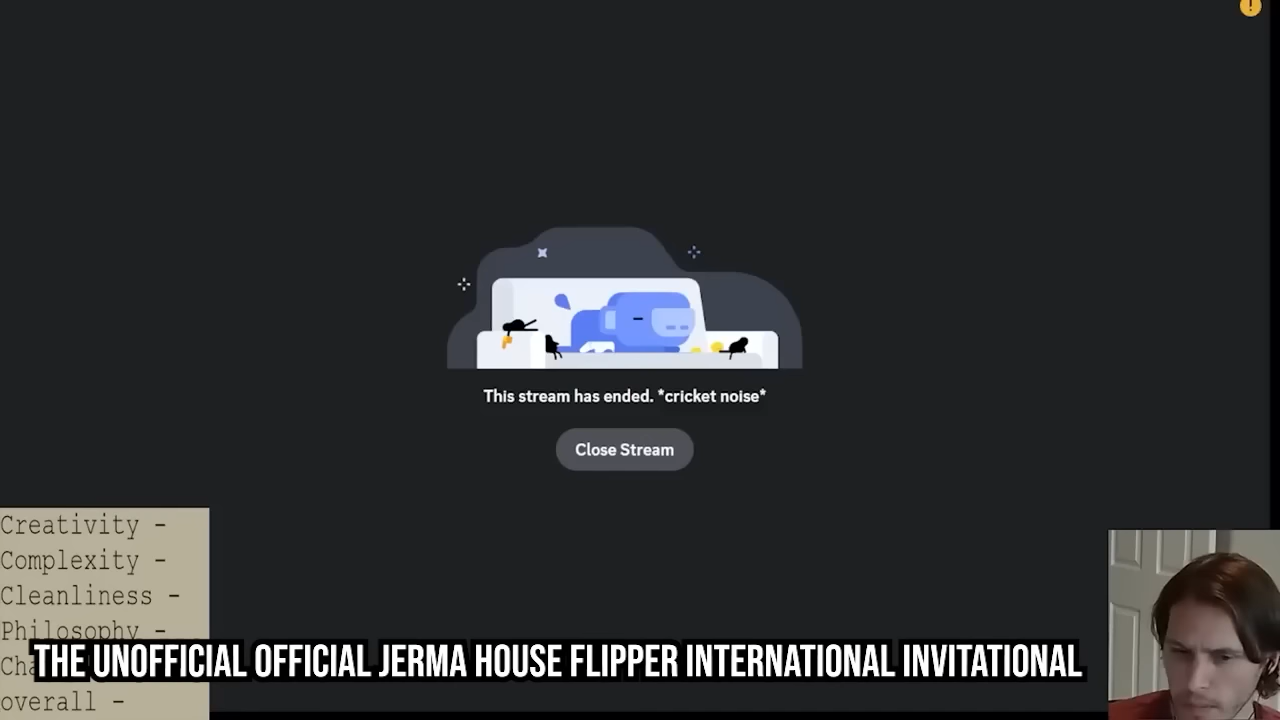 This stream has ended. *cricket noise*
Close Stream
Creativity -
Complexity -
Cleanliness -
Philosophy -
overall -
THE UNOFFICIAL OFFICIAL JERMA HOUSE FLIPPER INTERNATIONAL INVITATIONAL